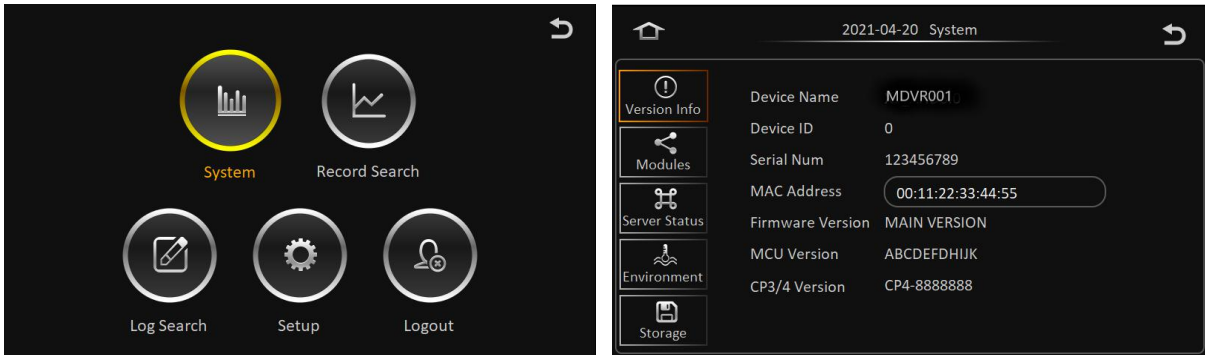 System
Record Search
Log Search
Setup
Logout
2021-04-20 System
Version Info
Modules
Server Status
Environment
Storage
Device Name MDVR001
Device ID 0
Serial Num 123456789
MAC Address 00:11:22:33:44:55
Firmware Version MAIN VERSION
MCU Version ABCDEFDHIJK
CP3/4 Version CP4-8888888